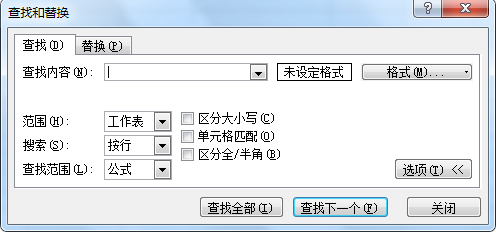 查找和替换
查找(D) 替换(P)
查找内容(N): 未设定格式 格式(M)...
范围(H): 工作表 区分大小写(C)
搜索(S): 按行 单元格匹配(O)
查找范围(L): 公式 区分全/半角(B)
选项(T) <<
查找全部(I) 查找下一个(F) 关闭